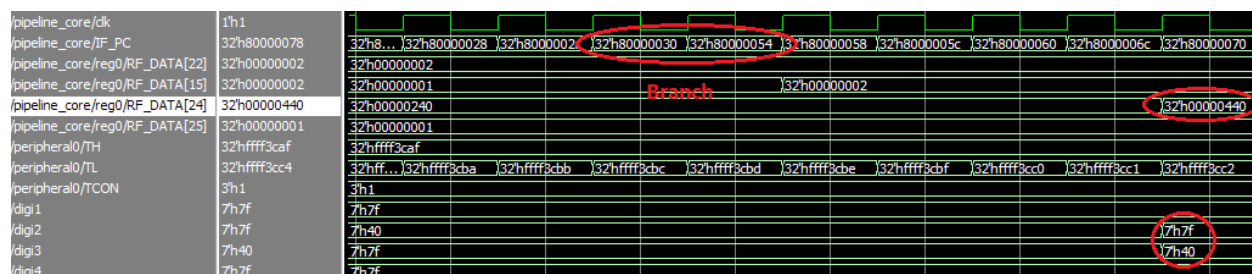 /pipeline_core/clk 1'h1
/pipeline_core/IF_PC 32'h80000078 32'h8... 32'h80000028 32'h8000002 32'h80000030 32'h80000054 32'h80000058 32'h8000005c 32'h80000060 32'h8000006c 32'h80000070
/pipeline_core/reg0/RF_DATA[22] 32'h00000002 32'h00000002
/pipeline_core/reg0/RF_DATA[15] 32'h00000002 32'h00000001 Branch 32'h00000002
/pipeline_core/reg0/RF_DATA[24] 32'h00000440 32'h00000240 32'h00000440
/pipeline_core/reg0/RF_DATA[25] 32'h00000001 32'h00000001
/peripheral0/TH 32'hffff3caf 32'hffff3caf
/peripheral0/TL 32'hffff3cc4 32'hff... 32'hffff3cba 32'hffff3cbb 32'hffff3cbc 32'hffff3cbd 32'hffff3cbe 32'hffff3cbf 32'hffff3cc0 32'hffff3cc1 32'hffff3cc2
/peripheral0/TCON 3'h1 3'h1
/digi1 7'h7f 7'h7f
/digi2 7'h7f 7'h40 7'h7f
/digi3 7'h40 7'h7f 7'h40
/digi4 7'h7f 7'h7f